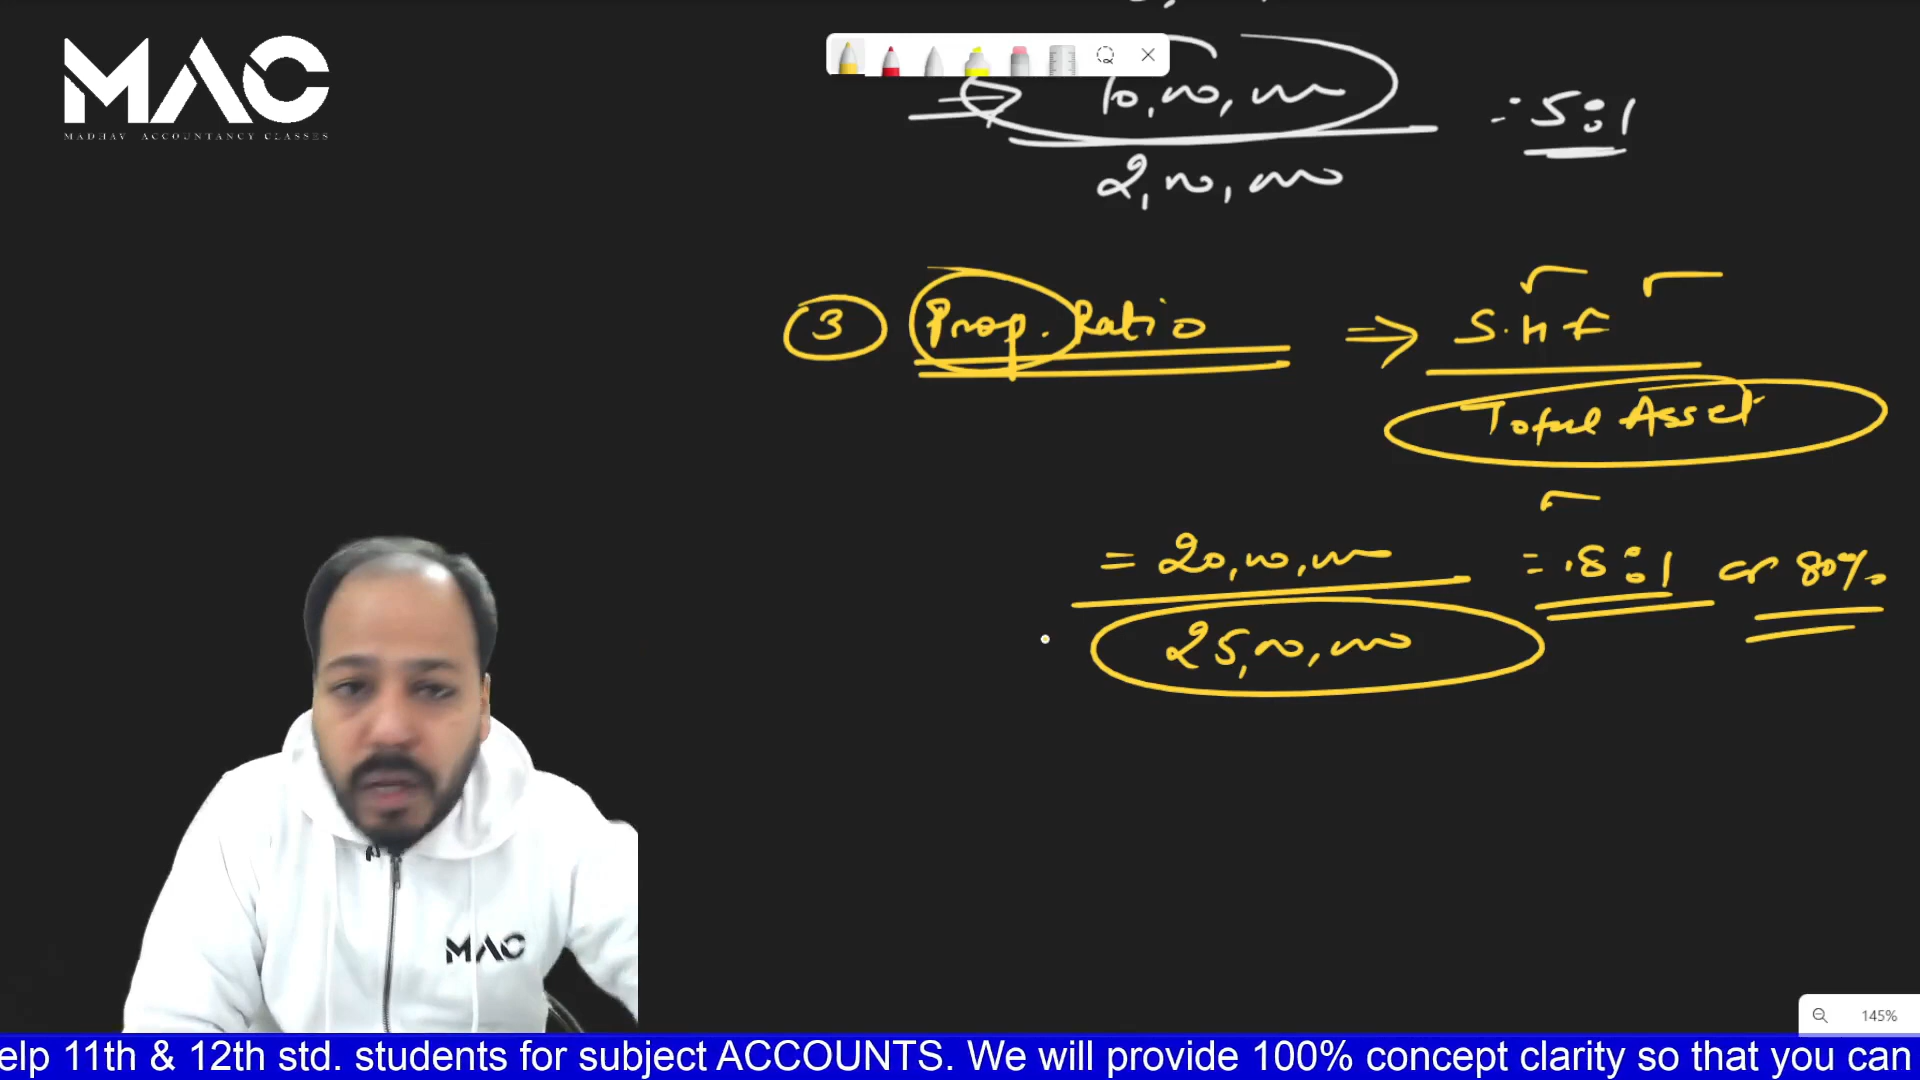 MAC
MADHAV ACCOUNTANCY CLASSES
⇒ 10,00,000
2,00,000
= 5:1
3 Prop. Ratio ⇒ S.H.F
Total Asset
= 20,00,000
25,00,000
= .8:1 or 80%
MAC
145%
elp 11th & 12th std. students for subject ACCOUNTS. We will provide 100% concept clarity so that you can